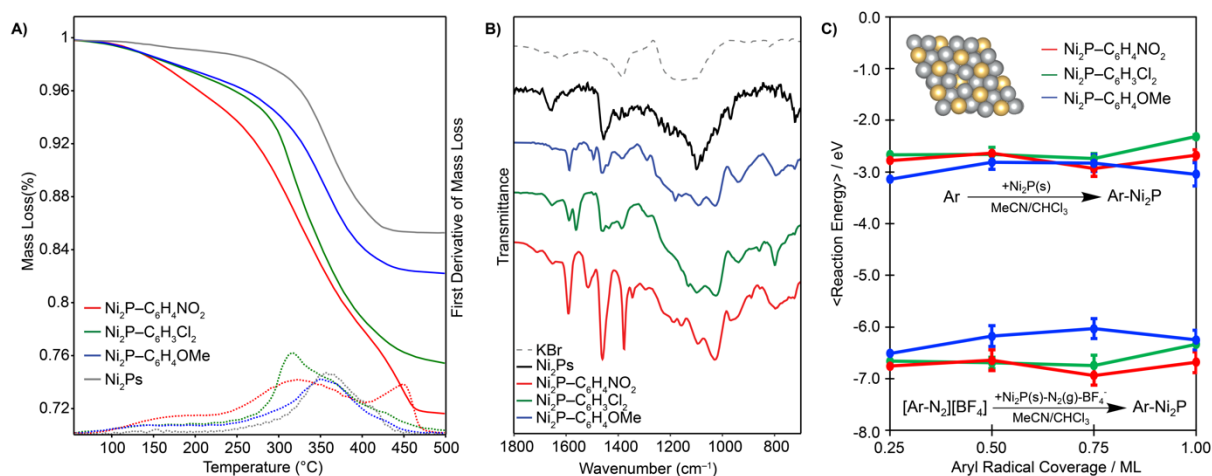 A)
Mass Loss(%)
1
0.96
0.92
0.88
0.84
0.8
0.76
0.72
Ni₂P–C₆H₄NO₂
Ni₂P–C₆H₃Cl₂
Ni₂P–C₆H₄OMe
Ni₂Ps
50 100 150 200 250 300 350 400 450 500
Temperature (°C)
First Derivative of Mass Loss
B)
Transmittance
KBr
Ni₂Ps
Ni₂P–C₆H₄NO₂
Ni₂P–C₆H₃Cl₂
Ni₂P–C₆H₄OMe
1800 1600 1400 1200 1000 800
Wavenumber (cm⁻¹)
C)
<Reaction Energy> / eV
-0.0
-1.0
-2.0
-3.0
-4.0
-5.0
-6.0
-7.0
-8.0
Ni₂P–C₆H₄NO₂
Ni₂P–C₆H₃Cl₂
Ni₂P–C₆H₄OMe
Ar +Ni₂P(s) Ar-Ni₂P
MeCN/CHCl₃
[Ar-N₂][BF₄] +Ni₂P(s)-N₂(g)-BF₄⁻ Ar-Ni₂P
MeCN/CHCl₃
0.25 0.50 0.75 1.00
Aryl Radical Coverage / ML